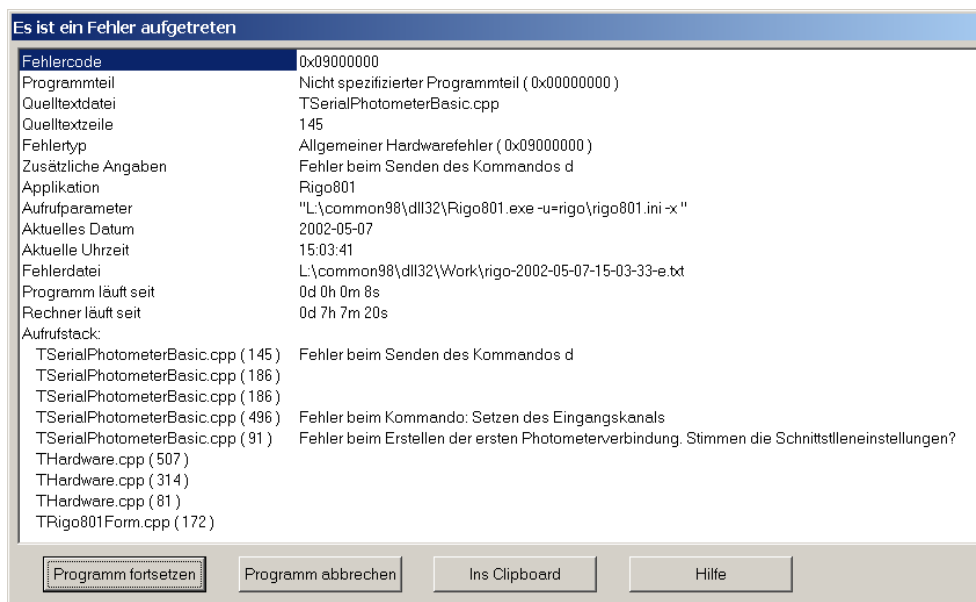 Es ist ein Fehler aufgetreten
Fehlercode 0x09000000
Programmteil Nicht spezifizierter Programmteil ( 0x00000000 )
Quelltextdatei TSerialPhotometerBasic.cpp
Quelltextzeile 145
Fehlertyp Allgemeiner Hardwarefehler ( 0x09000000 )
Zusätzliche Angaben Fehler beim Senden des Kommandos d
Applikation Rigo801
Aufrufparameter "L:\common98\dll32\Rigo801.exe -u=rigo\rigo801.ini -x "
Aktuelles Datum 2002-05-07
Aktuelle Uhrzeit 15:03:41
Fehlerdatei L:\common98\dll32\Work\rigo-2002-05-07-15-03-33-e.txt
Programm läuft seit 0d 0h 0m 8s
Rechner läuft seit 0d 7h 7m 20s
Aufrufstack:
TSerialPhotometerBasic.cpp ( 145 ) Fehler beim Senden des Kommandos d
TSerialPhotometerBasic.cpp ( 186 )
TSerialPhotometerBasic.cpp ( 186 )
TSerialPhotometerBasic.cpp ( 496 ) Fehler beim Kommando: Setzen des Eingangskanals
TSerialPhotometerBasic.cpp ( 91 ) Fehler beim Erstellen der ersten Photometerverbindung. Stimmen die Schnittstlleneinstellungen?
THardware.cpp ( 507 )
THardware.cpp ( 314 )
THardware.cpp ( 81 )
TRigo801Form.cpp ( 172 )
Programm fortsetzen Programm abbrechen Ins Clipboard Hilfe